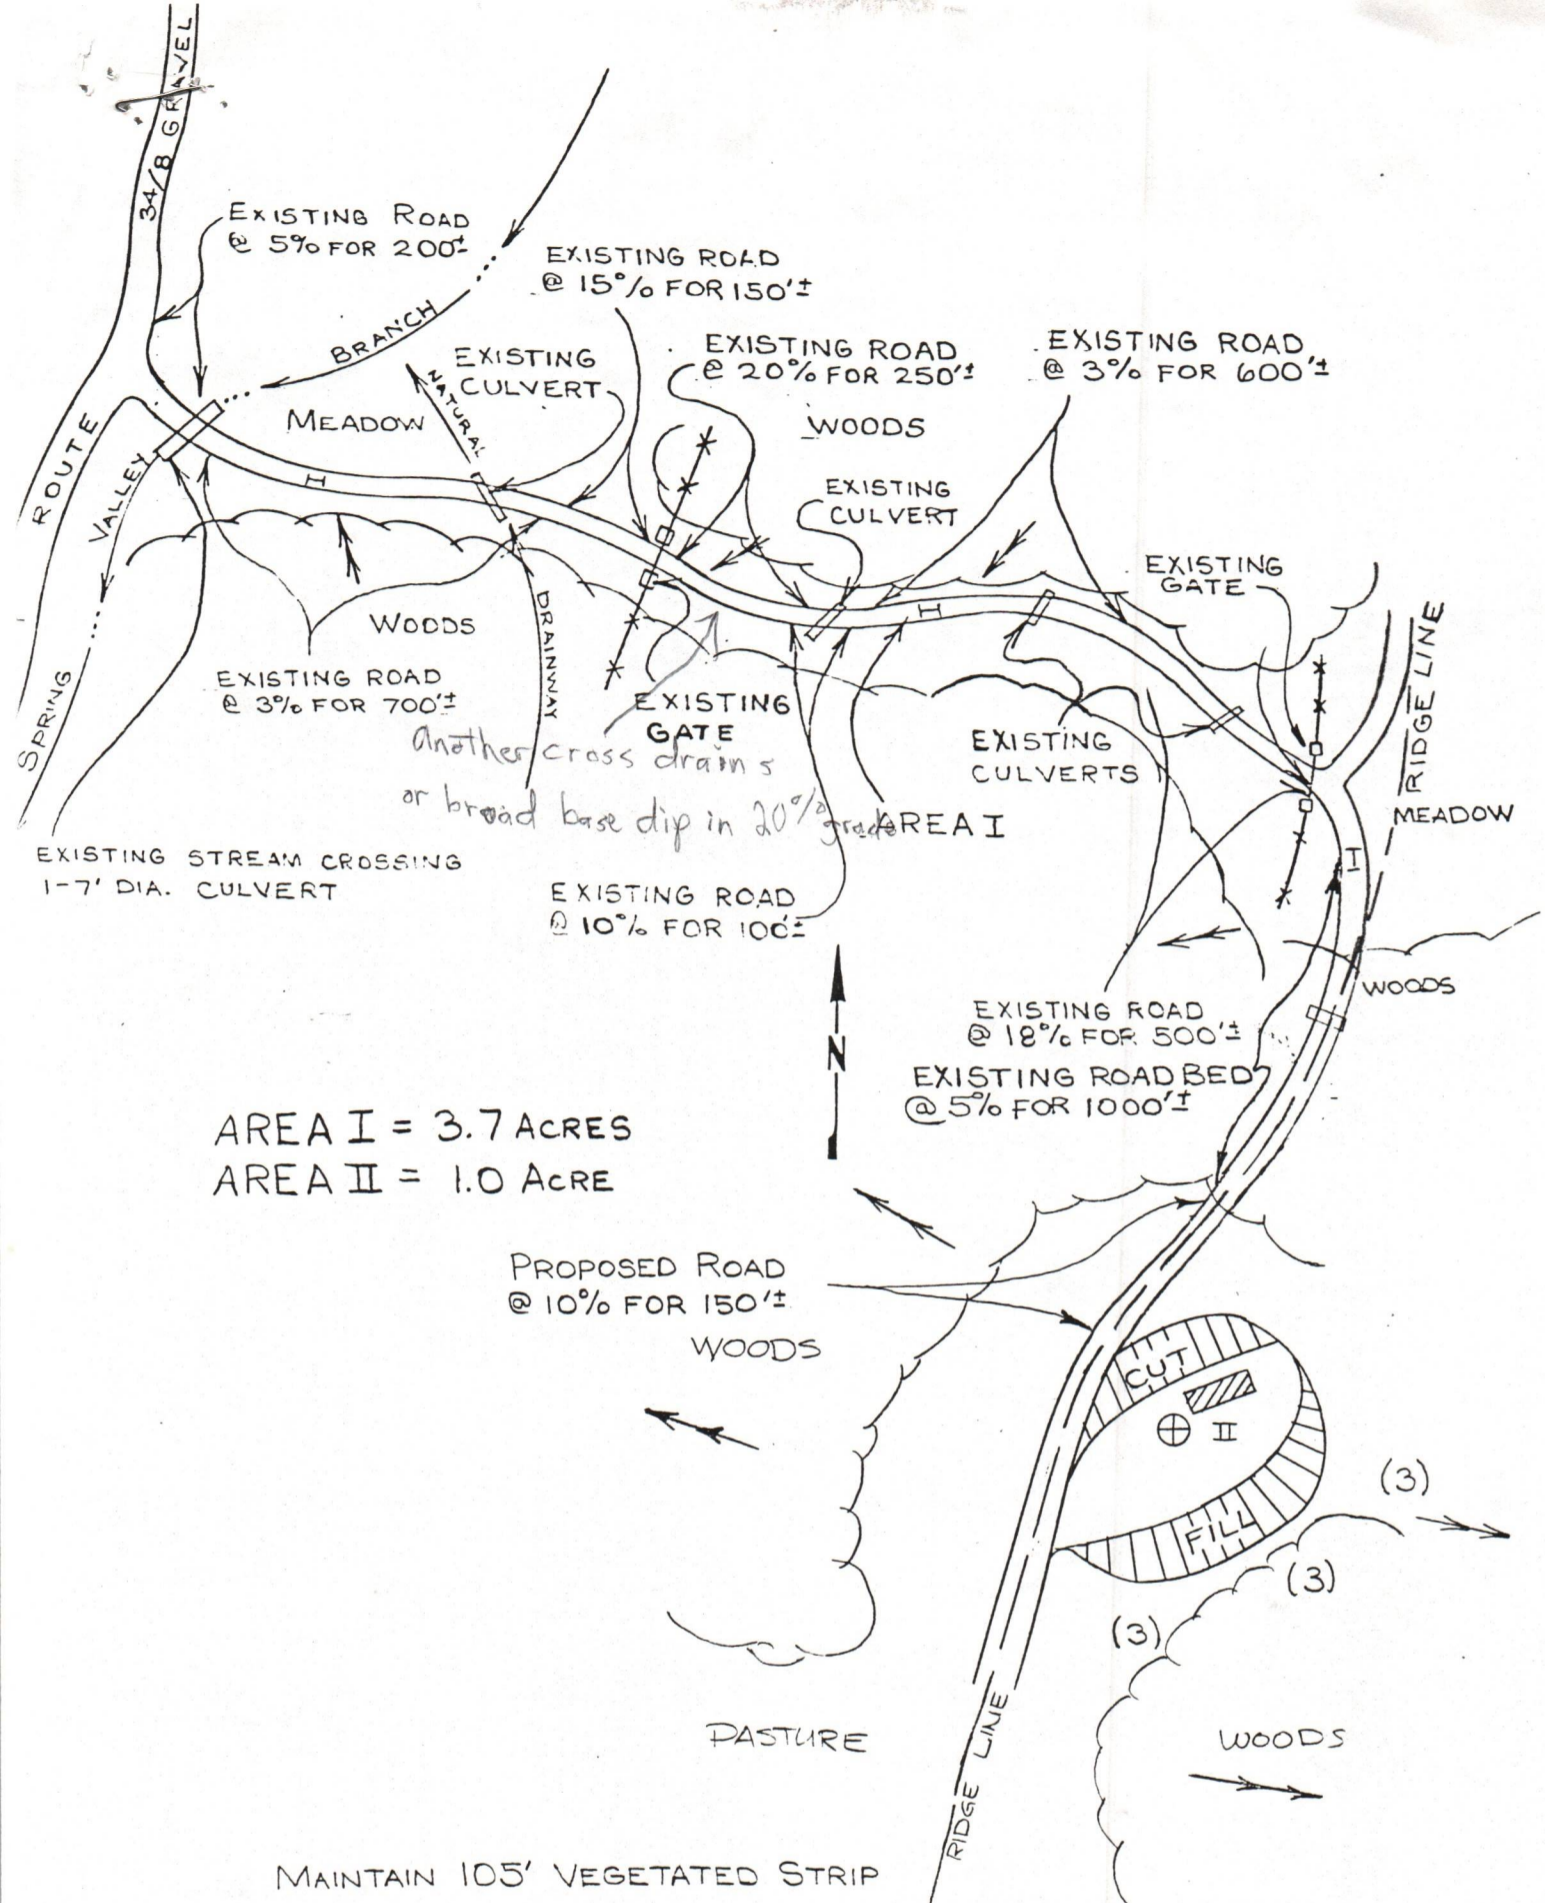 34/8 GRAVEL
EXISTING ROAD
@ 5% FOR 200'±
EXISTING ROAD
@ 15% FOR 150'±
BRANCH
EXISTING
CULVERT
NATURAL
EXISTING ROAD
@ 20% FOR 250'±
EXISTING ROAD
@ 3% FOR 600'±
MEADOW
WOODS
ROUTE
VALLEY
I
EXISTING
CULVERT
EXISTING
GATE
I
WOODS
DRAINWAY
RIDGE LINE
EXISTING ROAD
@ 3% FOR 700'±
SPRING
EXISTING
GATE
Another cross drains
or broad base dip in 20% grade
EXISTING
CULVERTS
AREA I
MEADOW
EXISTING STREAM CROSSING
1-7' DIA. CULVERT
I
EXISTING ROAD
@ 10% FOR 100'±
WOODS
EXISTING ROAD
@ 18% FOR 500'±
N
EXISTING ROAD BED
@ 5% FOR 1000'±
AREA I = 3.7 ACRES
AREA II = 1.0 ACRE
PROPOSED ROAD
@ 10% FOR 150'±
WOODS
CUT
II
FILL
(3)
(3)
(3)
PASTURE
WOODS
RIDGE LINE
MAINTAIN 105' VEGETATED STRIP